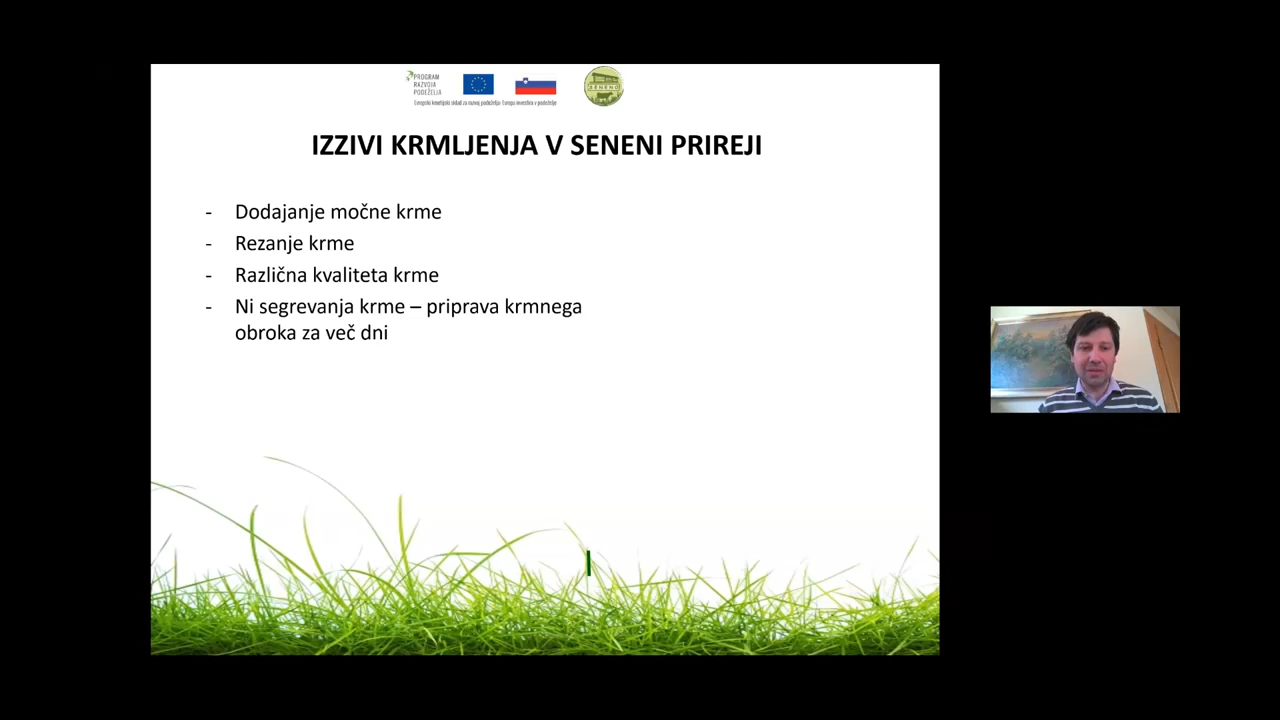 PROGRAM
RAZVOJA
PODEŽELJA
Evropski kmetijski sklad za razvoj podeželja: Evropa investira v podeželje
SENENO
IZZIVI KRMLJENJA V SENENI PRIREJI
- Dodajanje močne krme
- Rezanje krme
- Različna kvaliteta krme
- Ni segrevanja krme – priprava krmnega
obroka za več dni